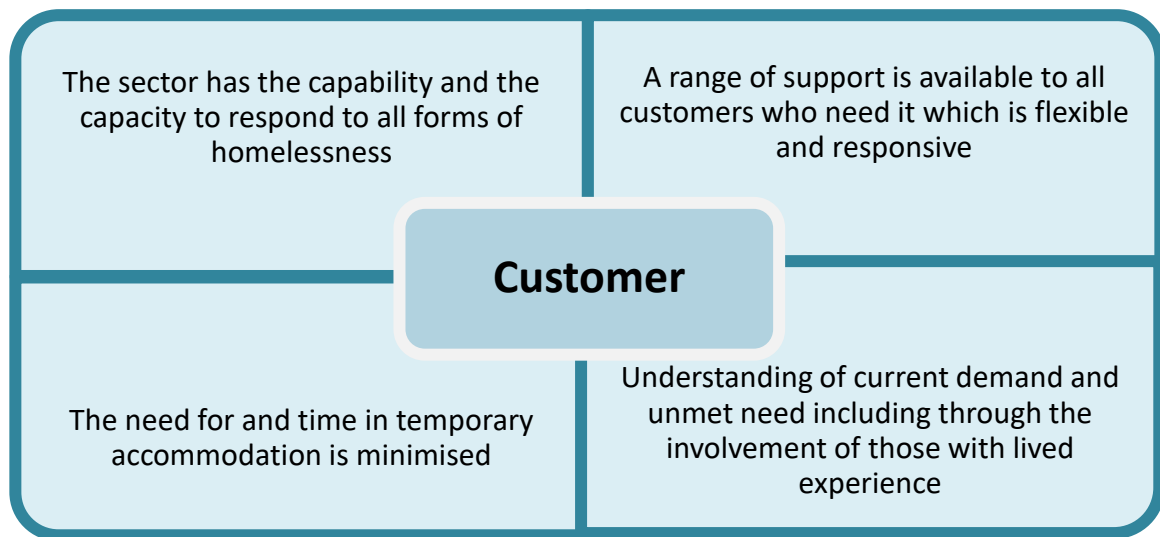 The sector has the capability and the
capacity to respond to all forms of
homelessness
A range of support is available to all
customers who need it which is flexible
and responsive
Customer
The need for and time in temporary
accommodation is minimised
Understanding of current demand and
unmet need including through the
involvement of those with lived
experience